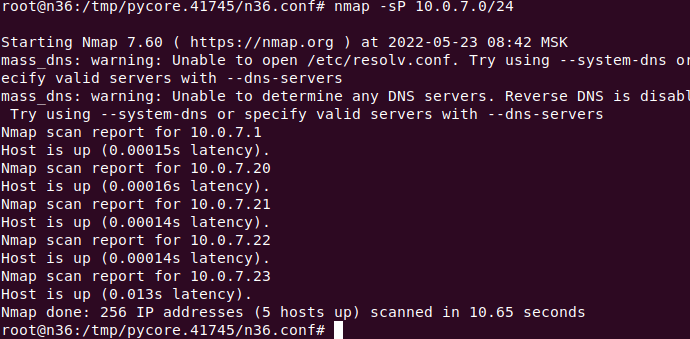 root@n36:/tmp/pycore.41745/n36.conf# nmap -sP 10.0.7.0/24
Starting Nmap 7.60 ( https://nmap.org ) at 2022-05-23 08:42 MSK
mass_dns: warning: Unable to open /etc/resolv.conf. Try using --system-dns or
ecify valid servers with --dns-servers
mass_dns: warning: Unable to determine any DNS servers. Reverse DNS is disabl
 Try using --system-dns or specify valid servers with --dns-servers
Nmap scan report for 10.0.7.1
Host is up (0.00015s latency).
Nmap scan report for 10.0.7.20
Host is up (0.00016s latency).
Nmap scan report for 10.0.7.21
Host is up (0.00014s latency).
Nmap scan report for 10.0.7.22
Host is up (0.00014s latency).
Nmap scan report for 10.0.7.23
Host is up (0.013s latency).
Nmap done: 256 IP addresses (5 hosts up) scanned in 10.65 seconds
root@n36:/tmp/pycore.41745/n36.conf#